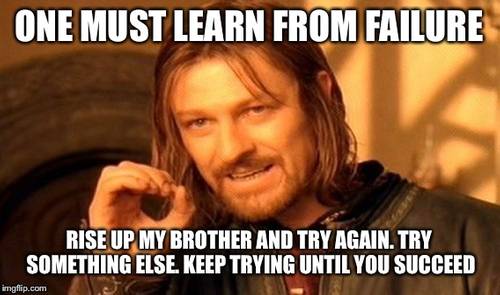 ONE MUST LEARN FROM FAILURE
RISE UP MY BROTHER AND TRY AGAIN. TRY
SOMETHING ELSE. KEEP TRYING UNTIL YOU SUCCEED
imgflip.com